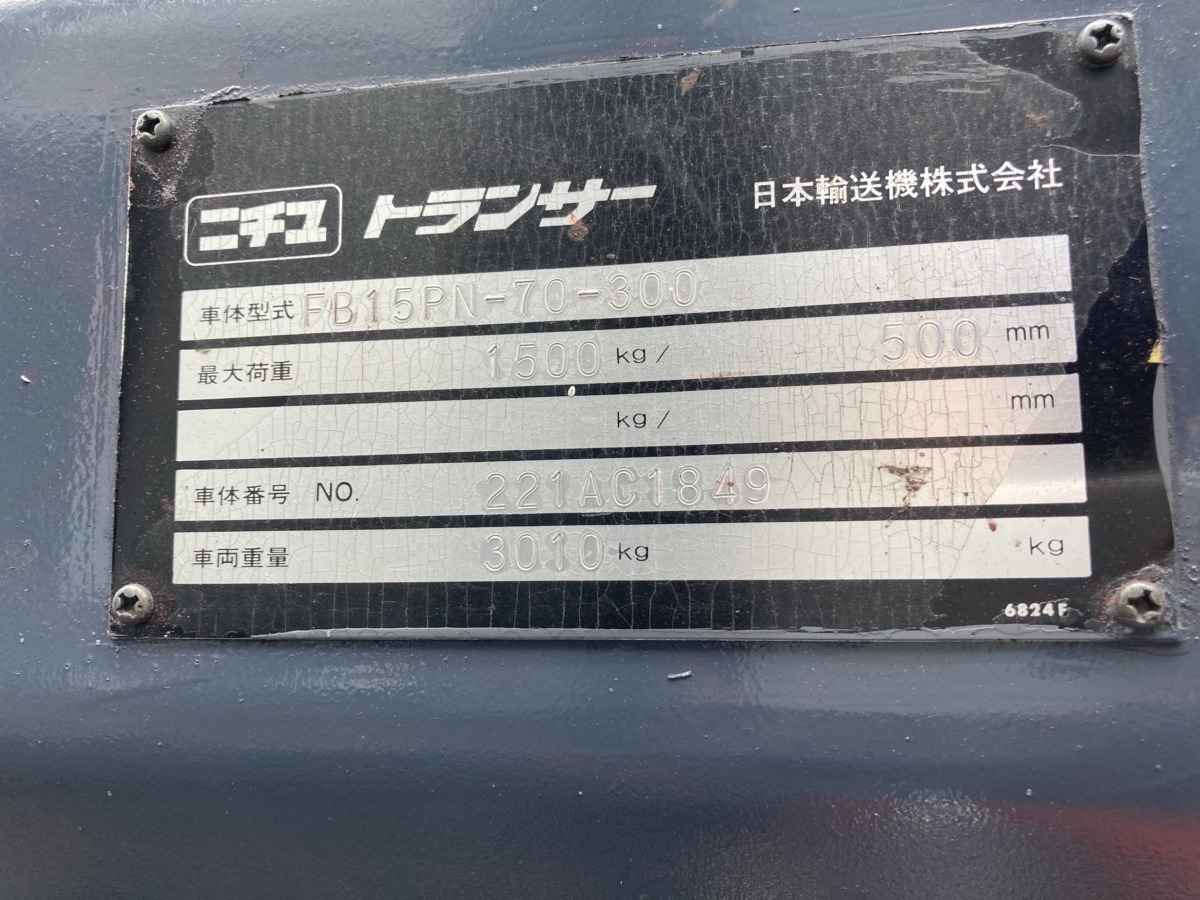 ニチユ トランサー 日本輸送機株式会社
車体型式 FB15PN-70-300
最大荷重 1500 kg/ 500 mm
kg/ mm
車体番号 NO. 221AC1849
車両重量 3010 kg kg
6824F